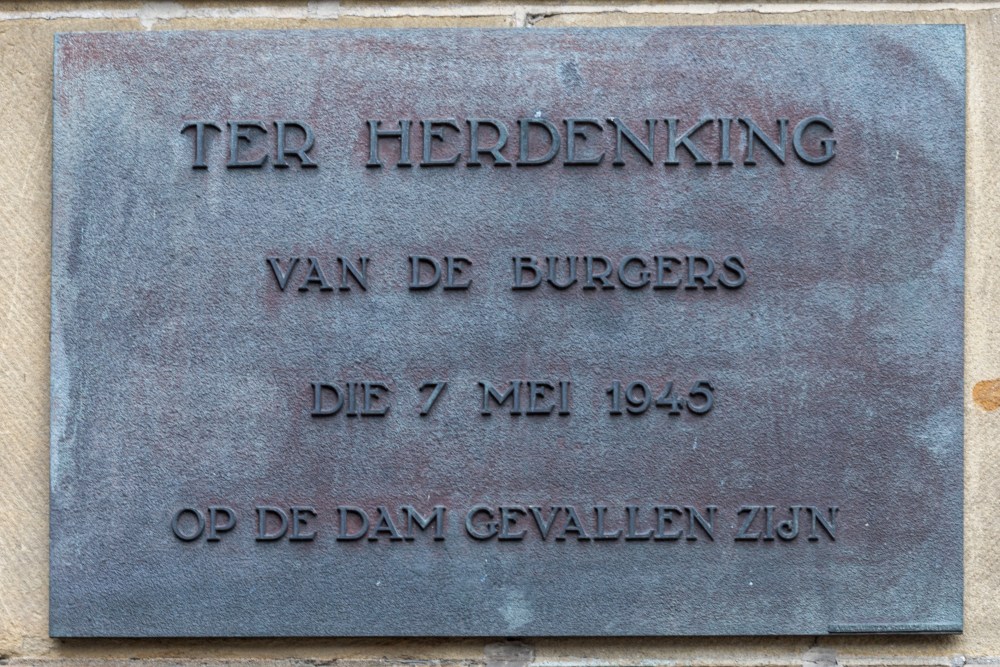 TER HERDENKING
VAN DE BURGERS
DIE 7 MEI 1945
OP DE DAM GEVALLEN ZIJN